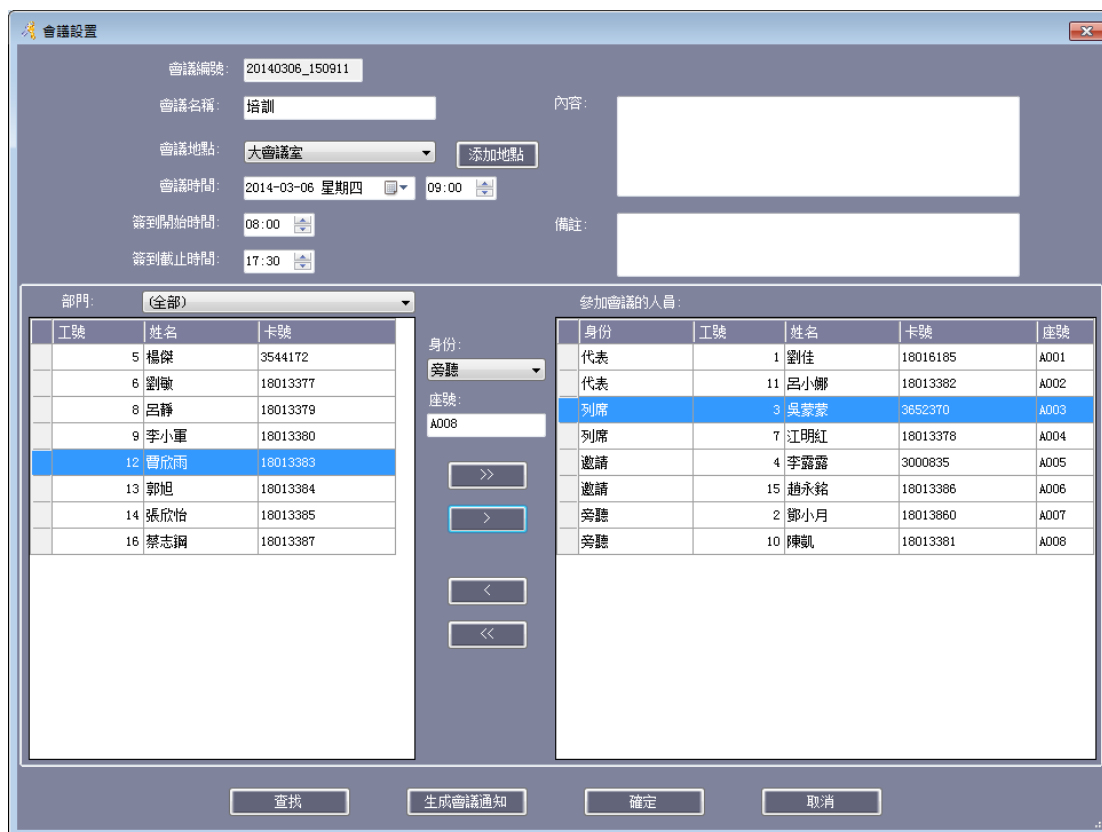 會議設置
會議編號: 20140306_150911
會議名稱: 培訓 內容:
會議地點: 大會議室 添加地點
會議時間: 2014-03-06 星期四 09:00
簽到開始時間: 08:00 備註:
簽到截止時間: 17:30
部門: (全部) 參加會議的人員:
工號 姓名 卡號
5 楊傑 3544172
6 劉敏 18013377
8 呂靜 18013379
9 李小軍 18013380
12 賈欣雨 18013383
13 郭旭 18013384
14 張欣怡 18013385
16 蔡志鋼 18013387
身份:
旁聽
座號:
A008
>>
>
<
<<
身份 工號 姓名 卡號 座號
代表 1 劉佳 18016185 A001
代表 11 呂小娜 18013382 A002
列席 3 吳蒙蒙 3652370 A003
列席 7 江明紅 18013378 A004
邀請 4 李露露 3000835 A005
邀請 15 趙永銘 18013386 A006
旁聽 2 鄧小月 18013860 A007
旁聽 10 陳凱 18013381 A008
查找 生成會議通知 確定 取消